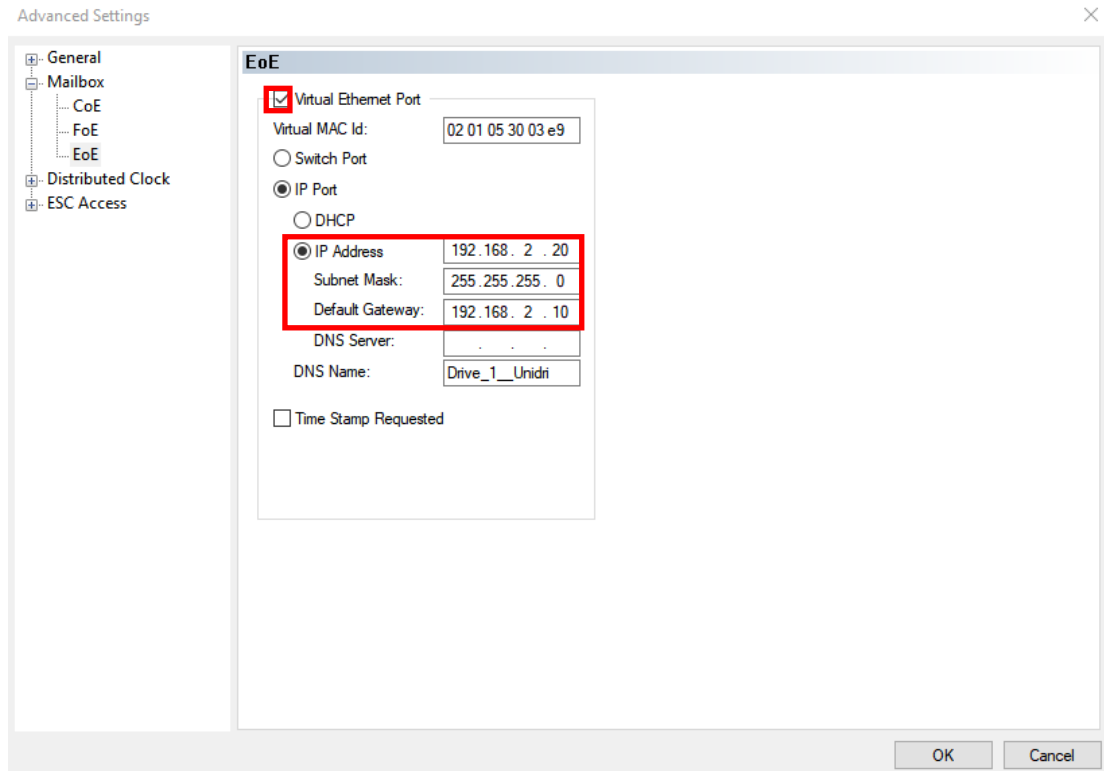 Advanced Settings
General
Mailbox
CoE
FoE
EoE
Distributed Clock
ESC Access
EoE
Virtual Ethernet Port
Virtual MAC Id: 02 01 05 30 03 e9
Switch Port
IP Port
DHCP
IP Address 192.168. 2 . 20
Subnet Mask: 255.255.255. 0
Default Gateway: 192.168. 2 . 10
DNS Server: . . .
DNS Name: Drive_1__Unidri
Time Stamp Requested
OK Cancel